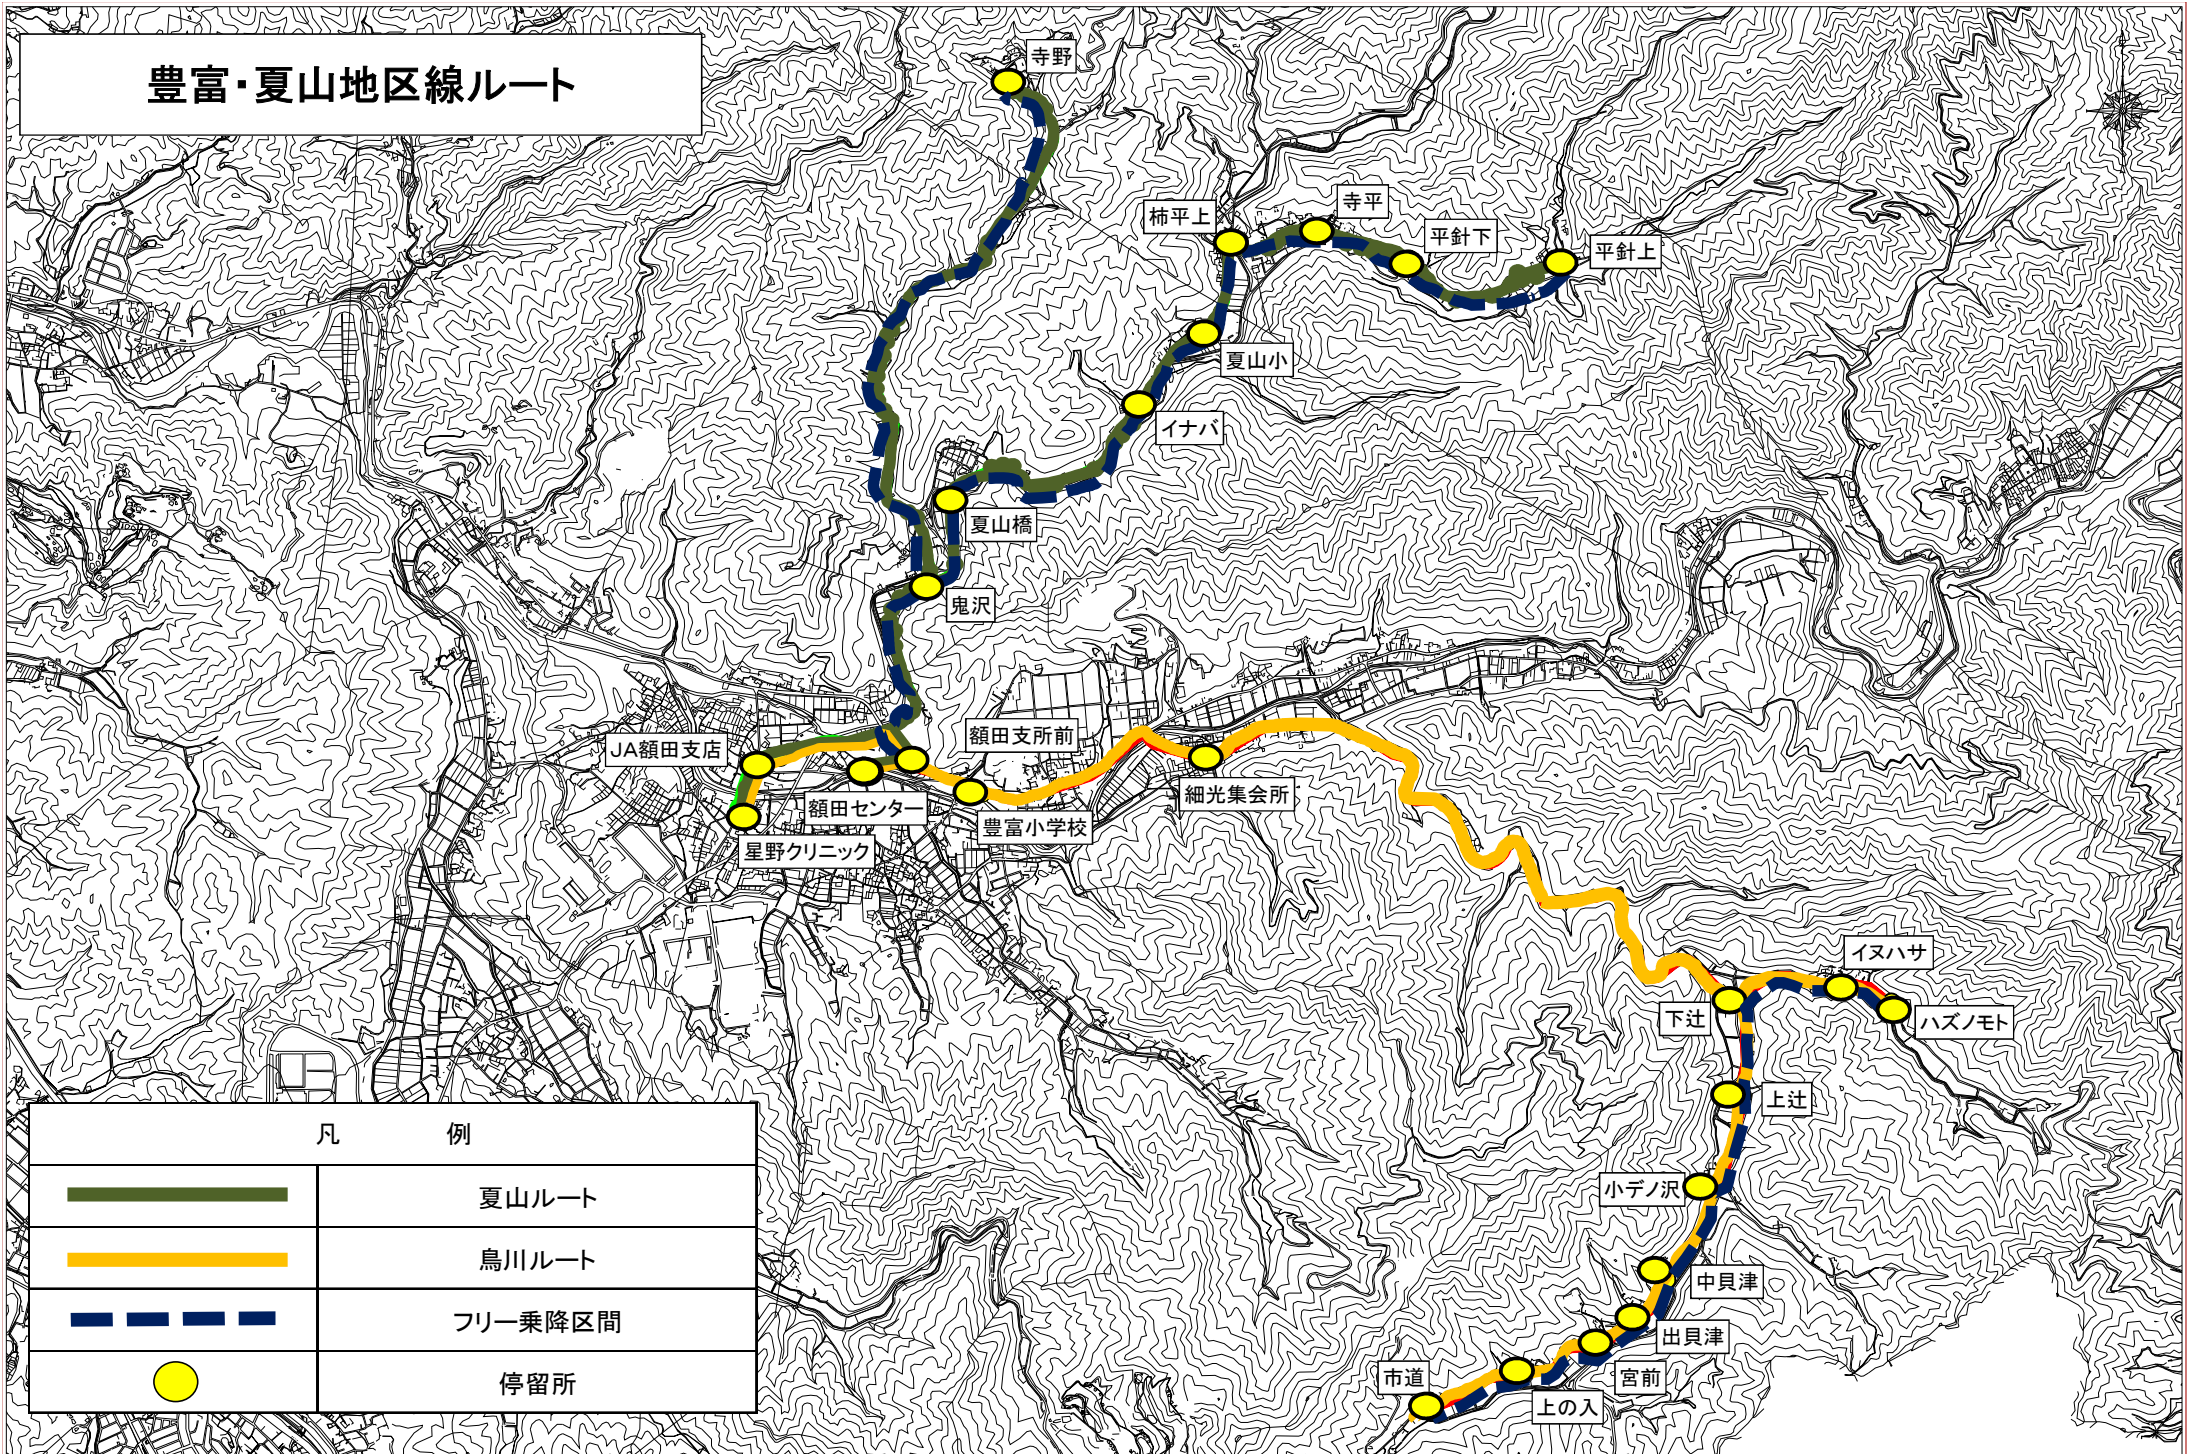 豊富・夏山地区線ルート
寺野
柿平上
寺平
平針下
平針上
夏山小
イナバ
夏山橋
鬼沢
JA額田支店
額田支所前
額田センター
豊富小学校
細光集会所
星野クリニック
イヌハサ
下辻
ハズノモト
上辻
小デノ沢
中貝津
出貝津
宮前
市道
上の入
凡 例
夏山ルート
鳥川ルート
フリー乗降区間
停留所